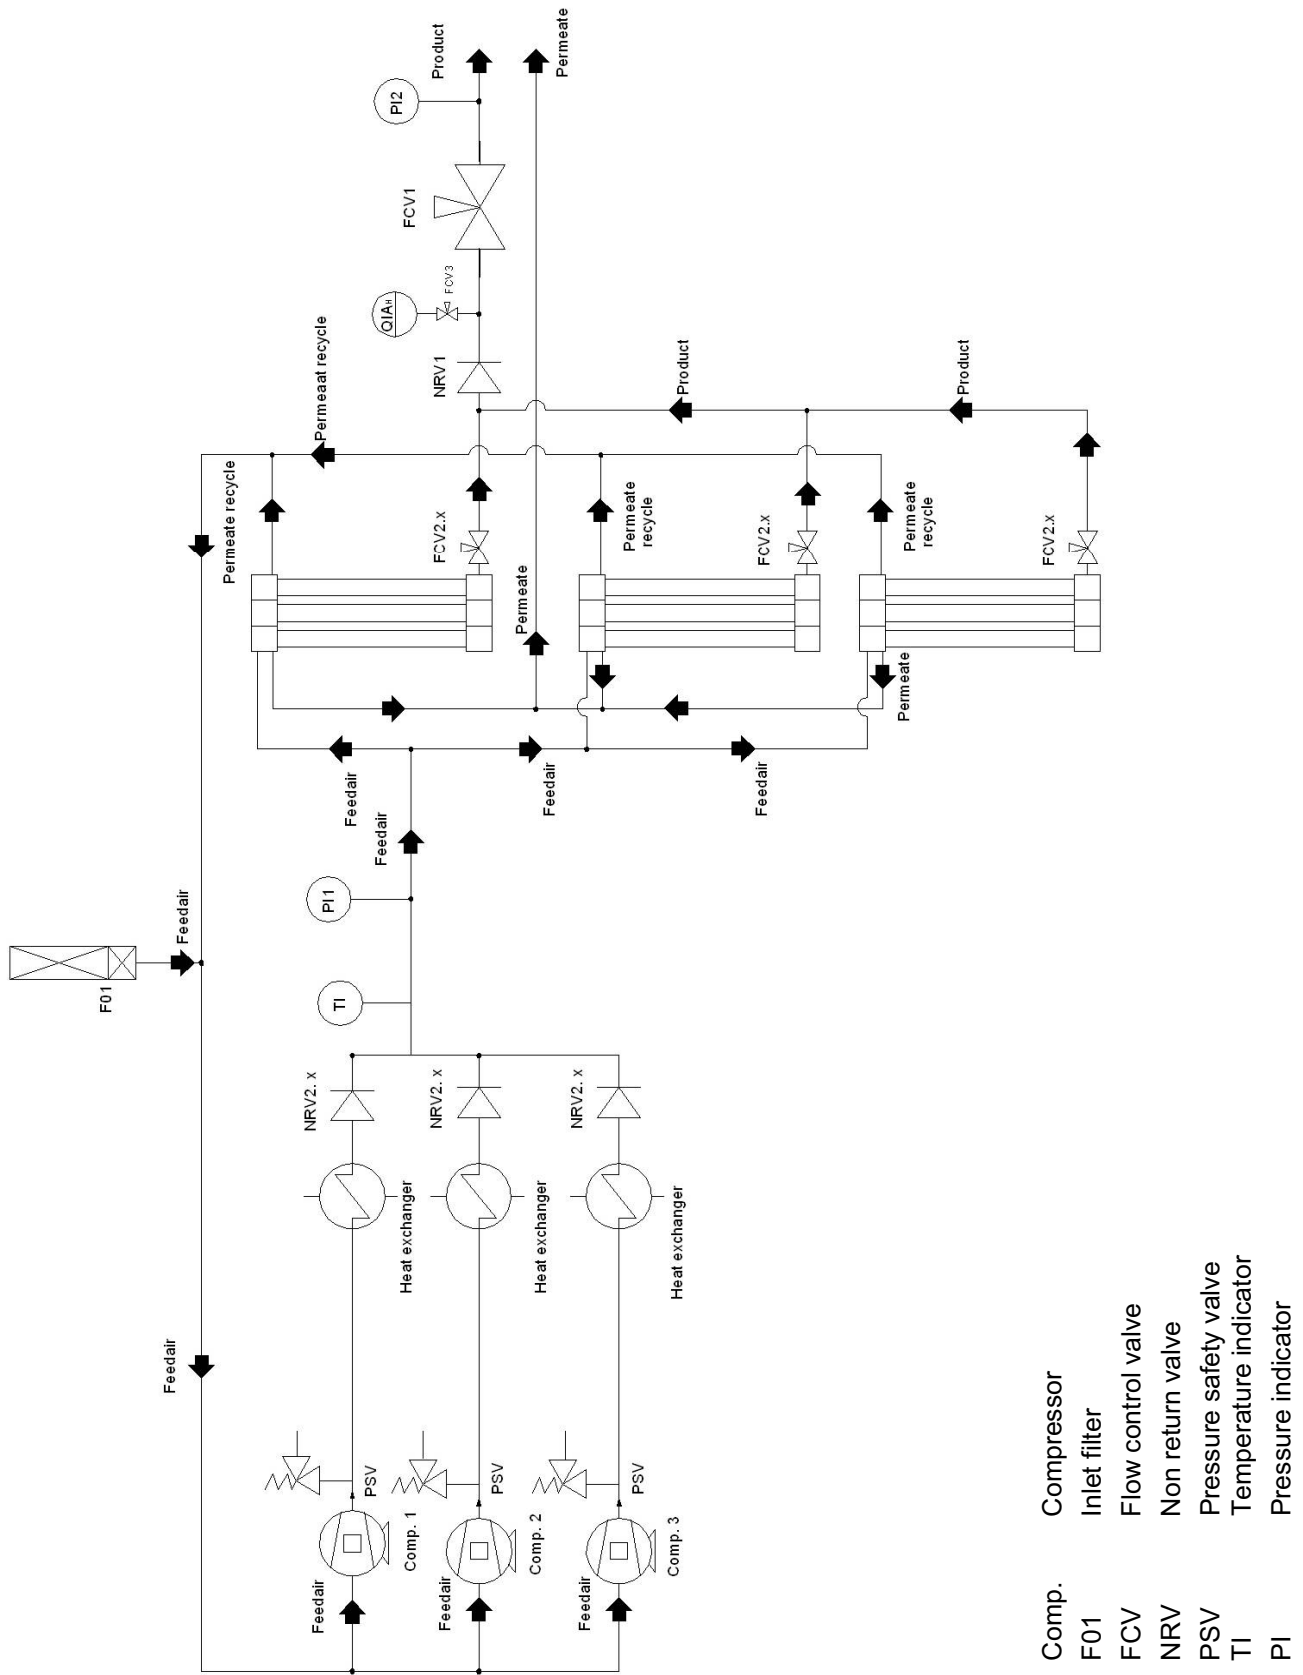 F01
Feedair
Feedair
Permeate recycle
Permeaat recycle
NRV2. x
Feedair
TI
PI1
Feedair
PSV
Feedair
QIAH
PI2
Comp. 1
Heat exchanger
FCV1
NRV2. x
FCV2.x
NRV1
FCV3
Product
Feedair
PSV
Permeate
Comp. 2
Heat exchanger
Feedair
Permeate
NRV2. x
Feedair
Permeate
recycle
PSV
Comp. 3
Heat exchanger
Product
Feedair
FCV2.x
Permeate
Permeate
recycle
Product
FCV2.x
Comp. Compressor
F01 Inlet filter
FCV Flow control valve
NRV Non return valve
PSV Pressure safety valve
TI Temperature indicator
PI Pressure indicator